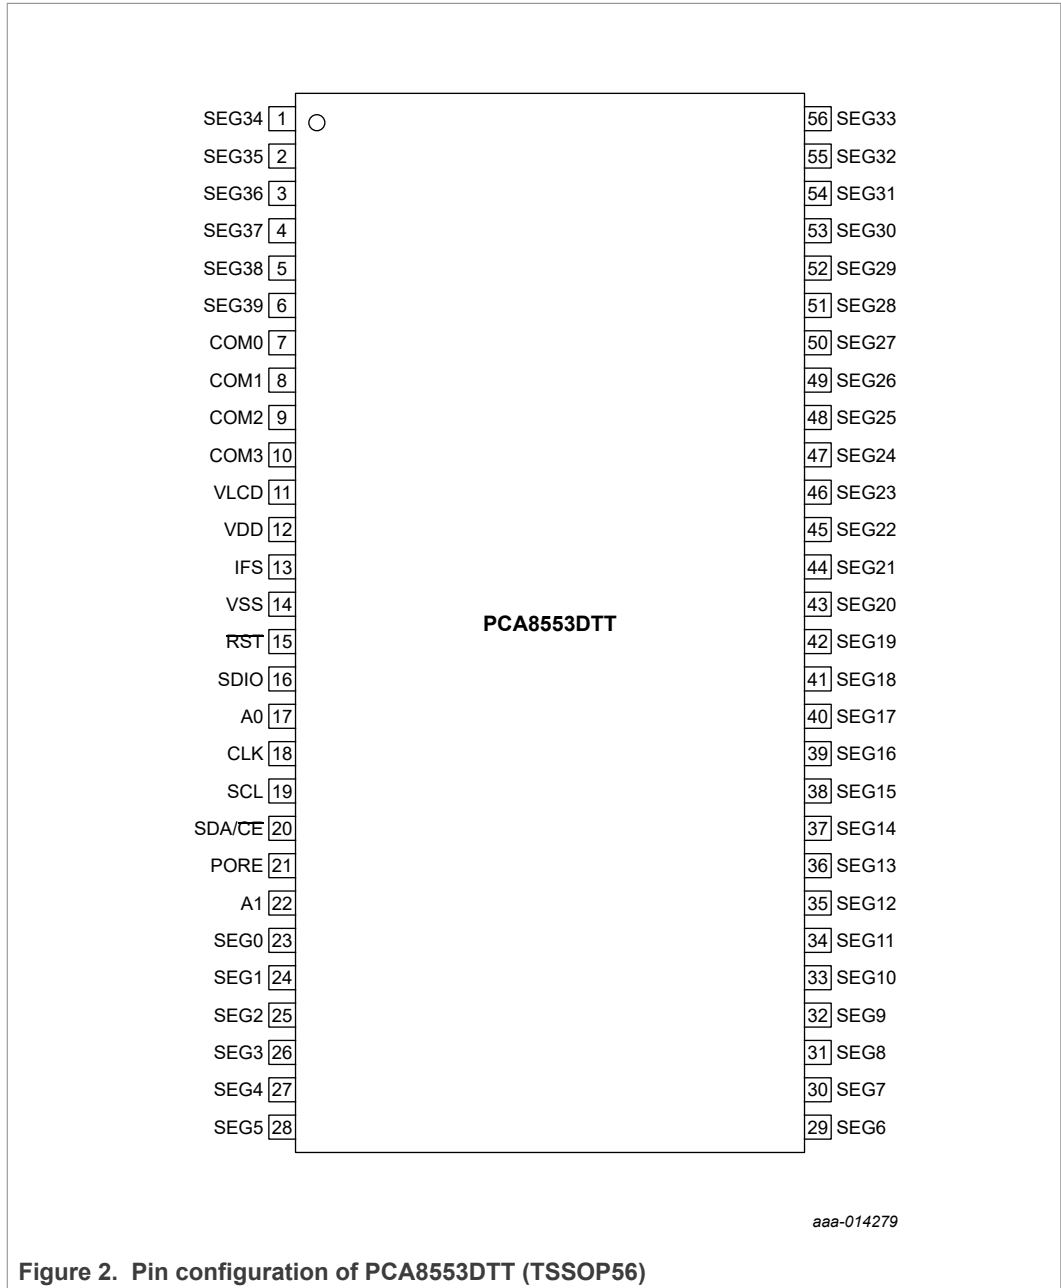 SEG34 1 56 SEG33
SEG35 2 55 SEG32
SEG36 3 54 SEG31
SEG37 4 53 SEG30
SEG38 5 52 SEG29
SEG39 6 51 SEG28
COM0 7 50 SEG27
COM1 8 49 SEG26
COM2 9 48 SEG25
COM3 10 47 SEG24
VLCD 11 46 SEG23
VDD 12 45 SEG22
IFS 13 44 SEG21
VSS 14 43 SEG20
PCA8553DTT
R̅S̅T̅ 15 42 SEG19
SDIO 16 41 SEG18
A0 17 40 SEG17
CLK 18 39 SEG16
SCL 19 38 SEG15
SDA/C̅E̅ 20 37 SEG14
PORE 21 36 SEG13
A1 22 35 SEG12
SEG0 23 34 SEG11
SEG1 24 33 SEG10
SEG2 25 32 SEG9
SEG3 26 31 SEG8
SEG4 27 30 SEG7
SEG5 28 29 SEG6
aaa-014279
Figure 2. Pin configuration of PCA8553DTT (TSSOP56)